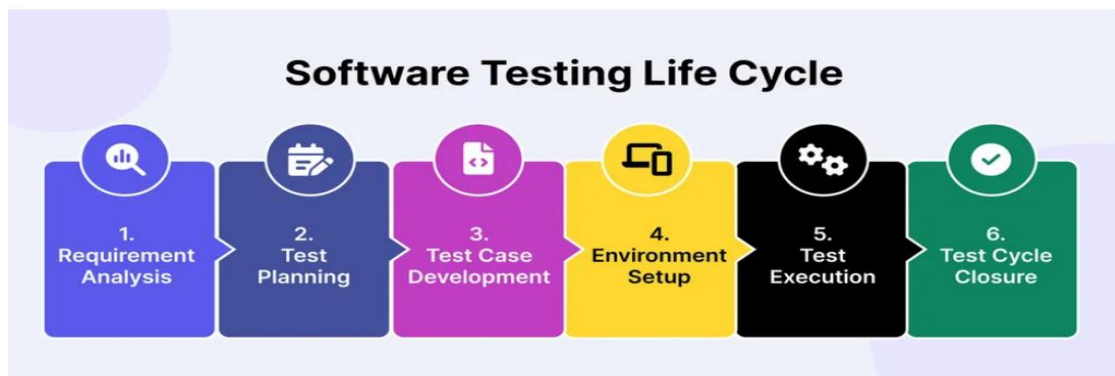 Software Testing Life Cycle
1.
Requirement
Analysis
2.
Test
Planning
3.
Test Case
Development
4.
Environment
Setup
5.
Test
Execution
6.
Test Cycle
Closure